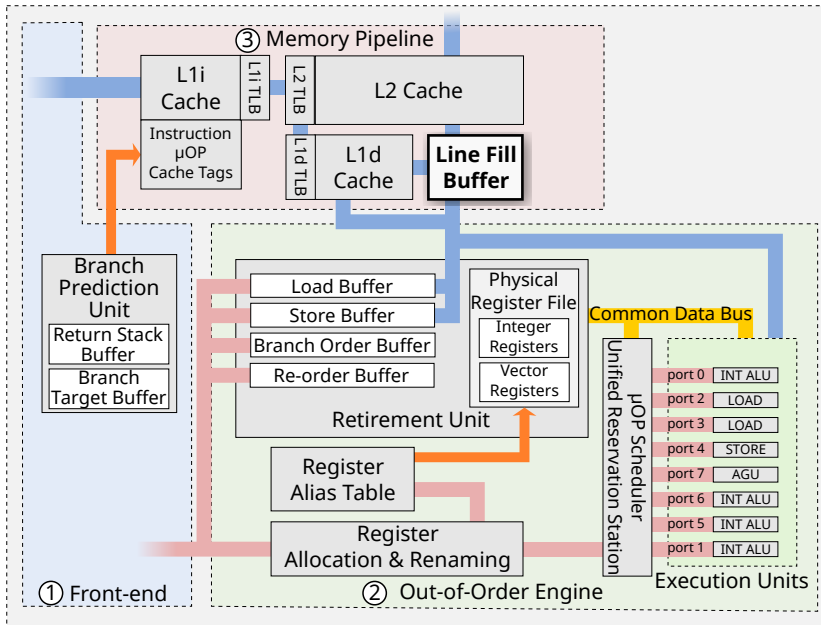 ③ Memory Pipeline
L1i
Cache
L1i TLB
L2 TLB
L2 Cache
Instruction
μOP
Cache Tags
L1d TLB
L1d
Cache
Line Fill
Buffer
Branch
Prediction
Unit
Return Stack
Buffer
Branch
Target Buffer
Load Buffer
Store Buffer
Branch Order Buffer
Re-order Buffer
Physical
Register File
Integer
Registers
Vector
Registers
Retirement Unit
Common Data Bus
μOP Scheduler
Unified Reservation Station
port 0 INT ALU
port 2 LOAD
port 3 LOAD
port 4 STORE
port 7 AGU
port 6 INT ALU
port 5 INT ALU
port 1 INT ALU
Register
Alias Table
Register
Allocation & Renaming
Execution Units
① Front-end
② Out-of-Order Engine